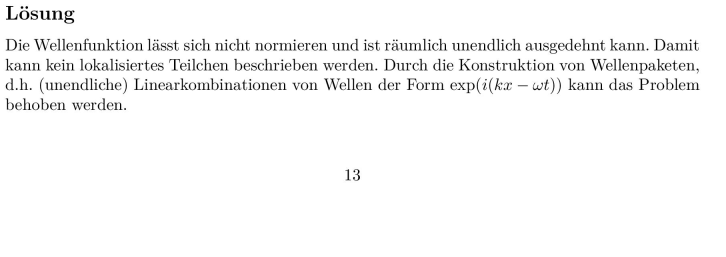 Lösung
Die Wellenfunktion lässt sich nicht normieren und ist räumlich unendlich ausgedehnt kann. Damit
kann kein lokalisiertes Teilchen beschrieben werden. Durch die Konstruktion von Wellenpaketen,
d.h. (unendliche) Linearkombinationen von Wellen der Form exp(i(kx − ωt)) kann das Problem
behoben werden.
13